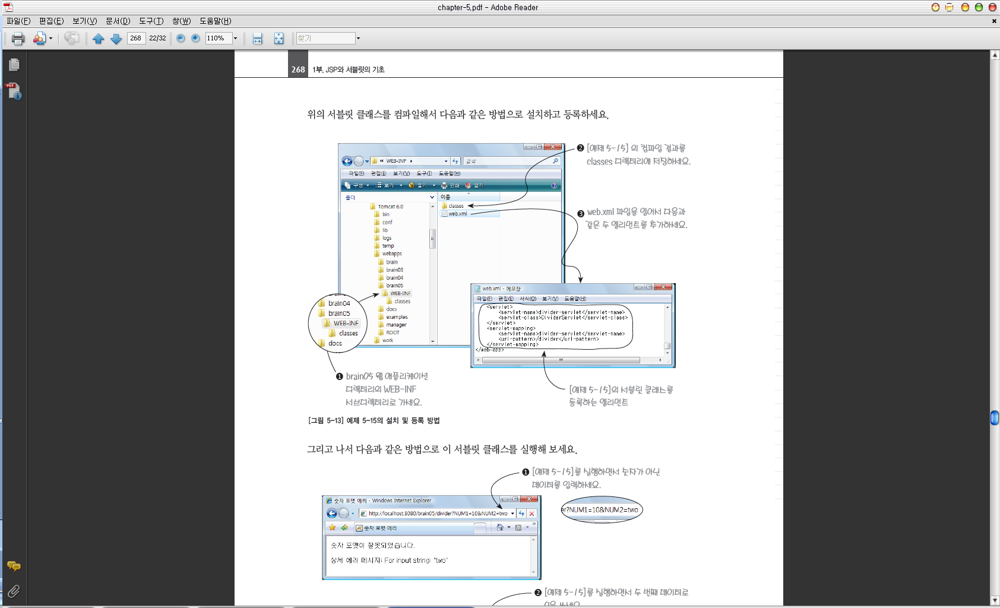 chapter-5.pdf - Adobe Reader
파일(F) 편집(E) 보기(V) 문서(D) 도구(T) 창(W) 도움말(H)
268 22/32 110% 찾기
268 1부. JSP와 서블릿의 기초
위의 서블릿 클래스를 컴파일해서 다음과 같은 방법으로 설치하고 등록하세요.
❷ [예제 5-15] 의 컴파일 결과를
classes 디렉터리에 저장하세요.
WEB-INF
검색
파일(F) 편집(E) 보기(V) 도구(T) 도움말(H)
구성 보기 열기 인쇄 굽기
폴더
이름
Tomcat 6.0
bin
conf
lib
logs
temp
webapps
brain
brain03
brain04
brain05
WEB-INF
classes
docs
examples
manager
ROOT
work
classes
web.xml
❸ web.xml 파일을 열어서 다음과
같은 두 엘리먼트를 추가하세요.
brain04
brain05
WEB-INF
classes
docs
web.xml - 메모장
파일(F) 편집(E) 서식(O) 보기(V) 도움말(H)
<servlet>
<servlet-name>divider-servlet</servlet-name>
<servlet-class>DividerServlet</servlet-class>
</servlet>
<servlet-mapping>
<servlet-name>divider-servlet</servlet-name>
<url-pattern>/divider</url-pattern>
</servlet-mapping>
</web-app>
❶ brain05 웹 애플리케이션
디렉터리의 WEB-INF
서브디렉터리로 가세요.
[예제 5-15]의 서블릿 클래스를
등록하는 엘리먼트
[그림 5-13] 예제 5-15의 설치 및 등록 방법
그리고 나서 다음과 같은 방법으로 이 서블릿 클래스를 실행해 보세요.
❶ [예제 5-15]를 실행하면서 숫자가 아닌
데이터를 입력하세요.
숫자 포맷 에러 - Windows Internet Explorer
http://localhost:8080/brain05/divider?NUM1=10&NUM2=two
숫자 포맷 에러
숫자 포맷이 잘못되었습니다.
상세 에러 메시지: For input string: "two"
er?NUM1=10&NUM2=two
❷ [예제 5-15]를 실행하면서 두 번째 데이터로